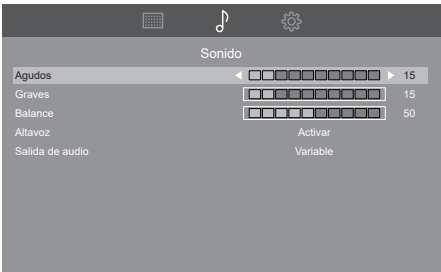 Sonido
Agudos 15
Graves 15
Balance 50
Altavoz Activar
Salida de audio Variable